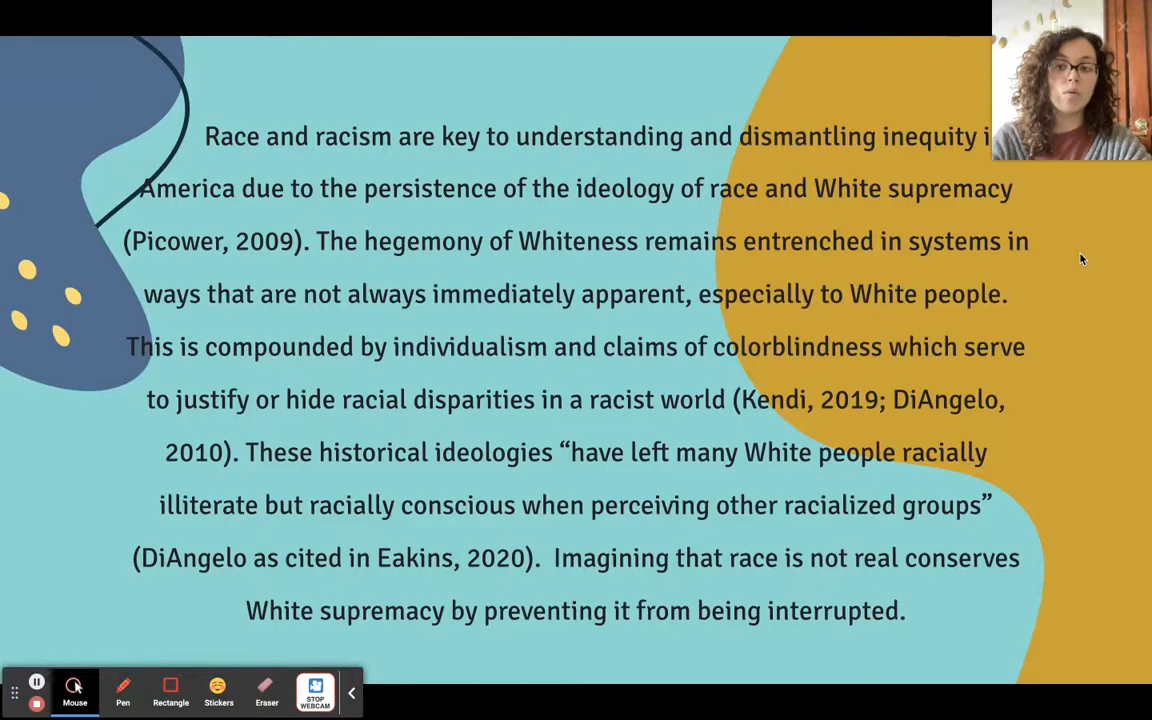 Race and racism are key to understanding and dismantling inequity i
America due to the persistence of the ideology of race and White supremacy
(Picower, 2009). The hegemony of Whiteness remains entrenched in systems in
ways that are not always immediately apparent, especially to White people.
This is compounded by individualism and claims of colorblindness which serve
to justify or hide racial disparities in a racist world (Kendi, 2019; DiAngelo,
2010). These historical ideologies “have left many White people racially
illiterate but racially conscious when perceiving other racialized groups”
(DiAngelo as cited in Eakins, 2020). Imagining that race is not real conserves
White supremacy by preventing it from being interrupted.
Mouse
Pen
Rectangle
Stickers
Eraser
STOP
WEBCAM